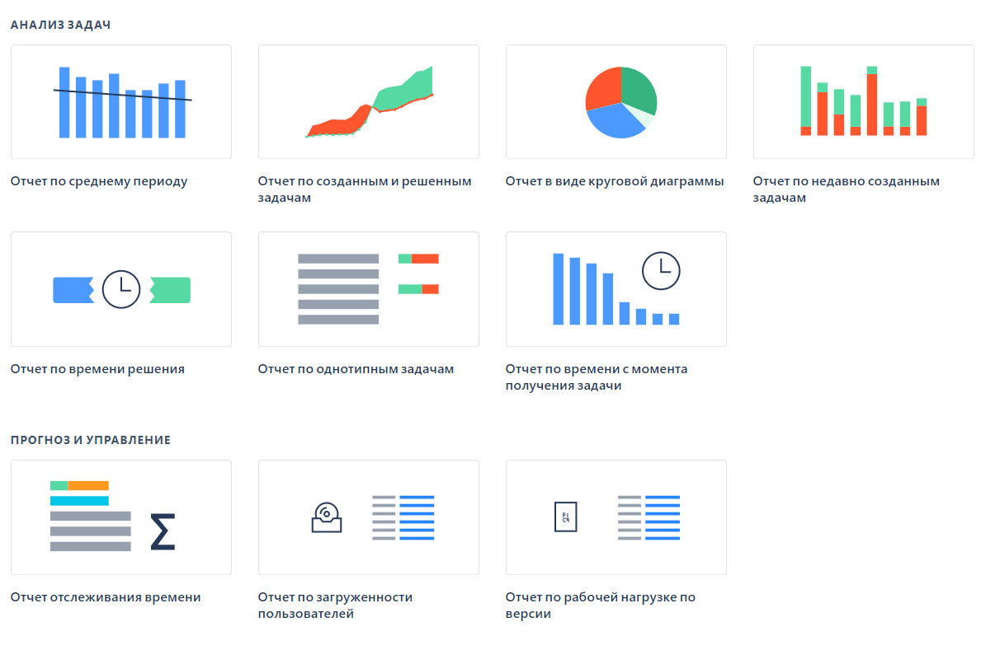 АНАЛИЗ ЗАДАЧ
Отчет по среднему периоду
Отчет по созданным и решенным
задачам
Отчет в виде круговой диаграммы
Отчет по недавно созданным
задачам
Отчет по времени решения
Отчет по однотипным задачам
Отчет по времени с момента
получения задачи
ПРОГНОЗ И УПРАВЛЕНИЕ
Отчет отслеживания времени
Отчет по загруженности
пользователей
Отчет по рабочей нагрузке по
версии